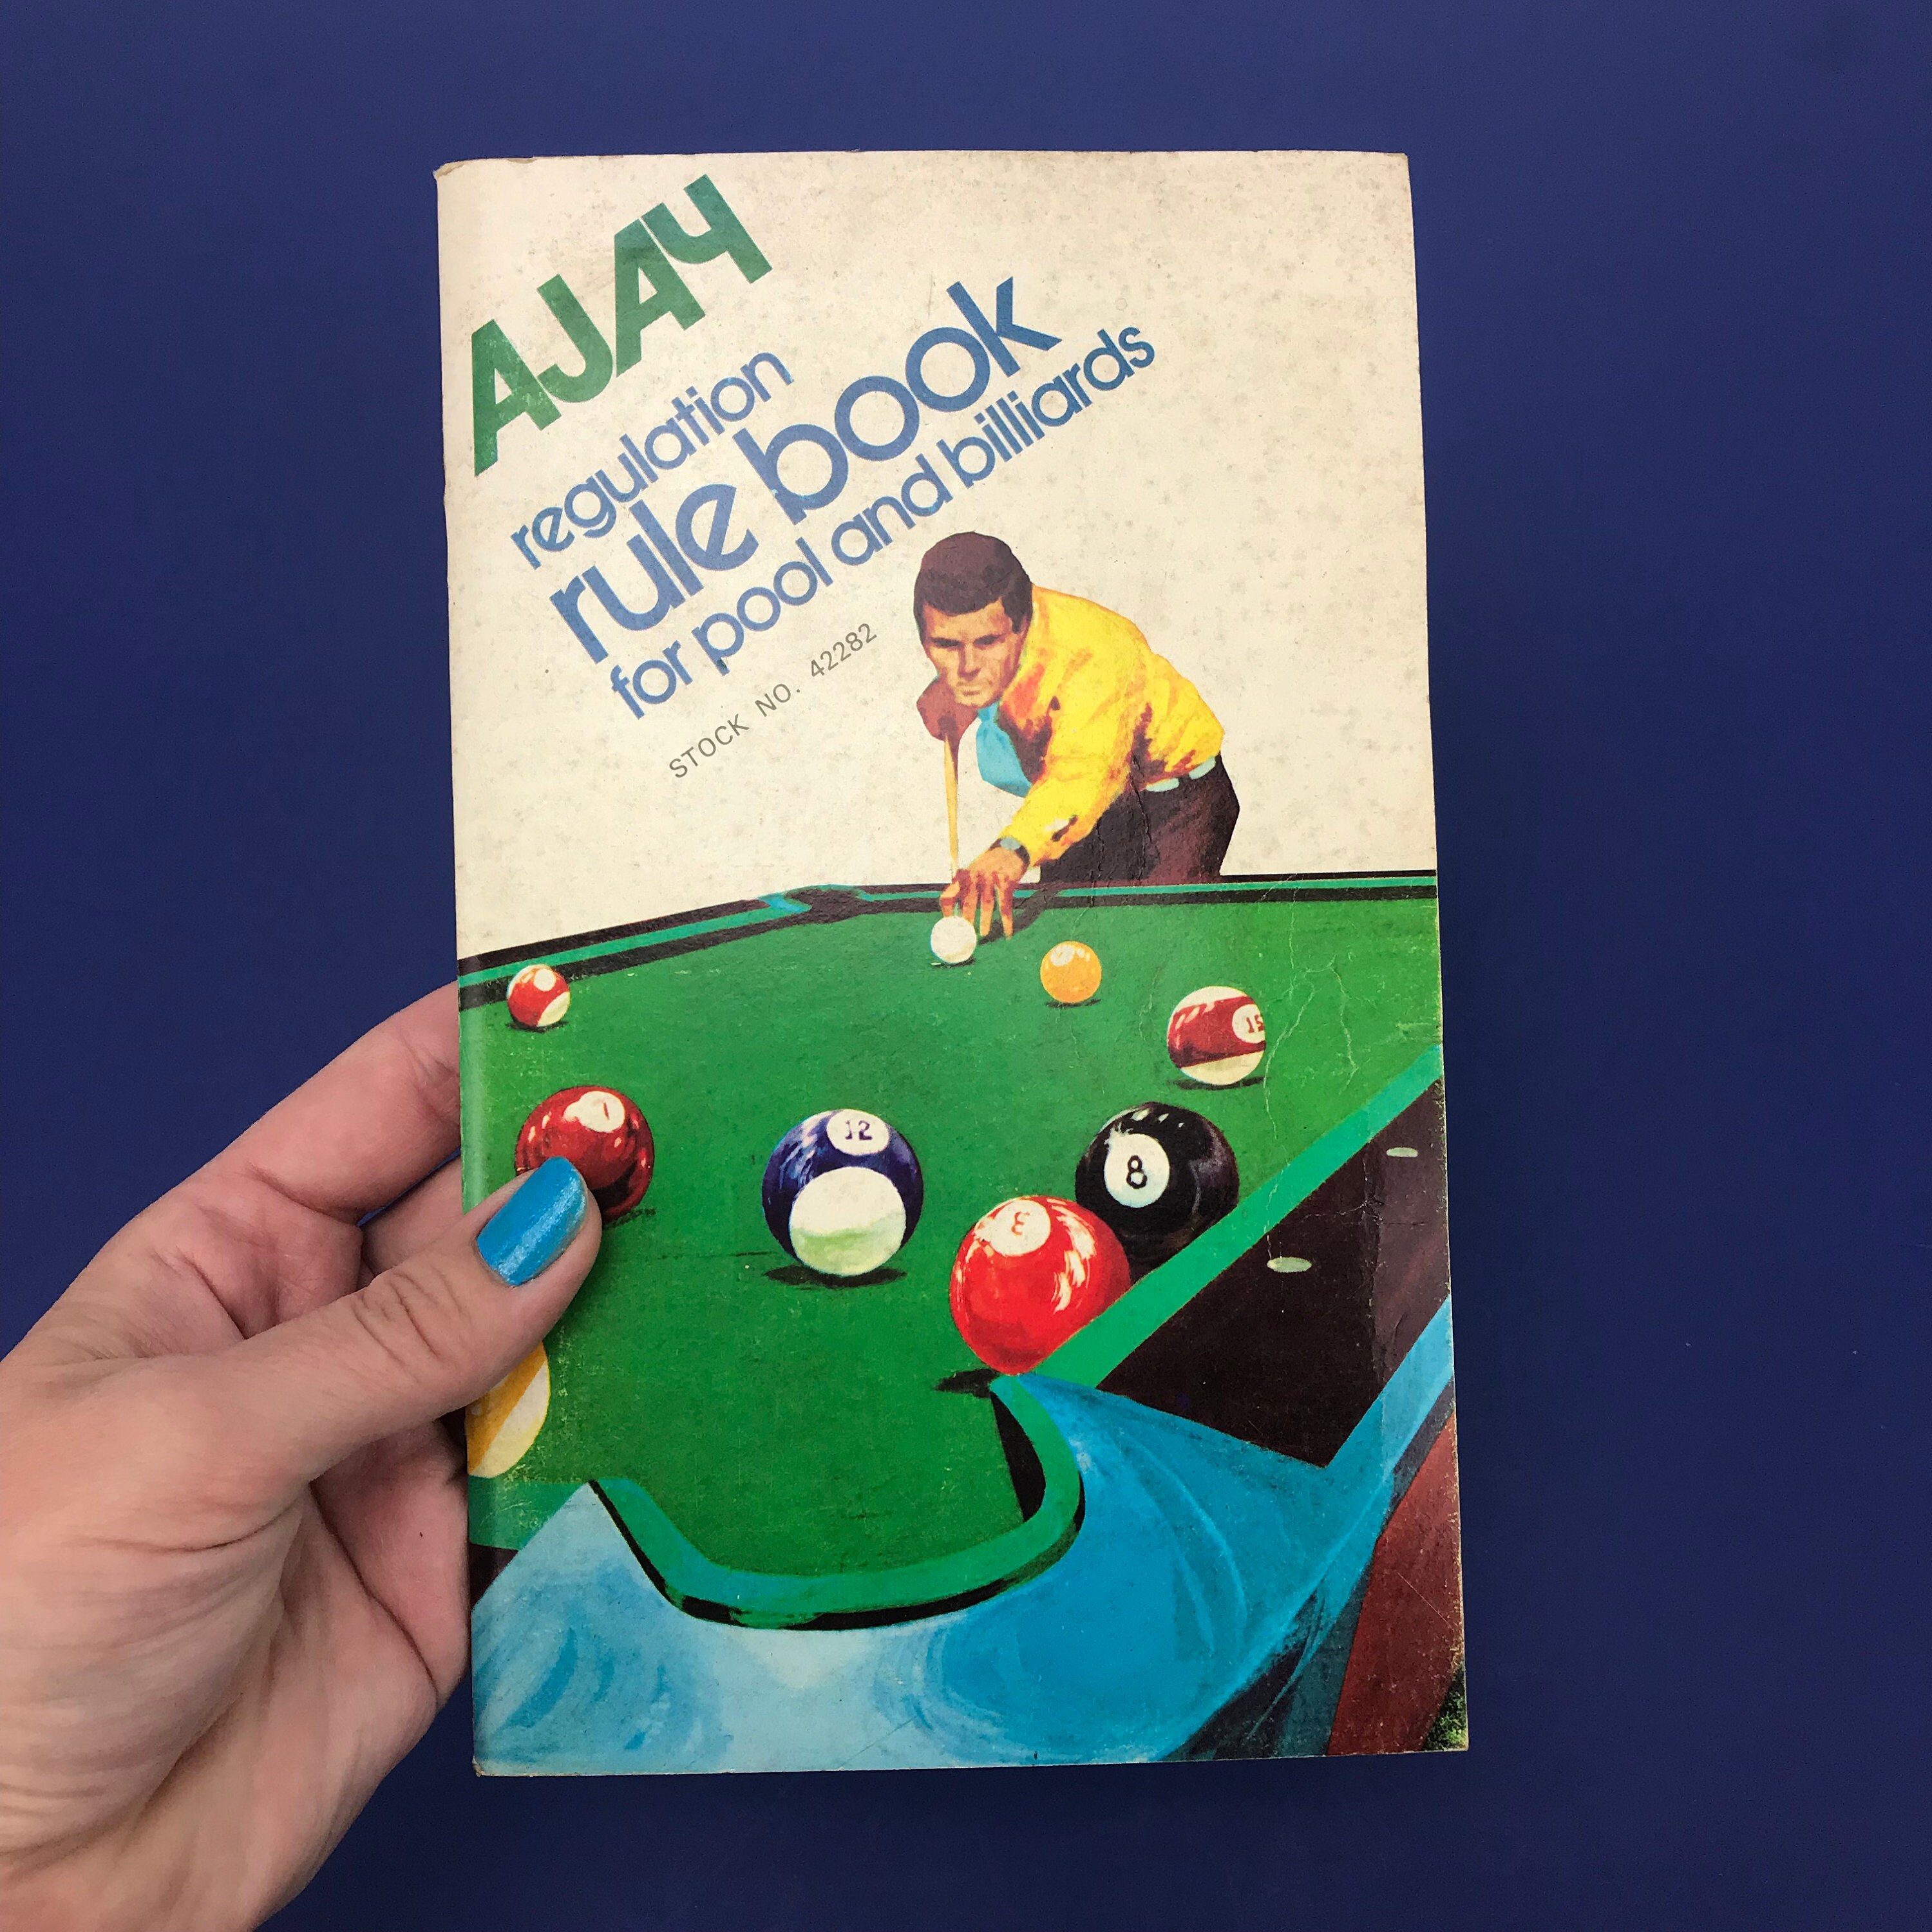 AJAY
regulation
rule book
for pool and billiards
STOCK NO. 42282
15
1
12
8
3